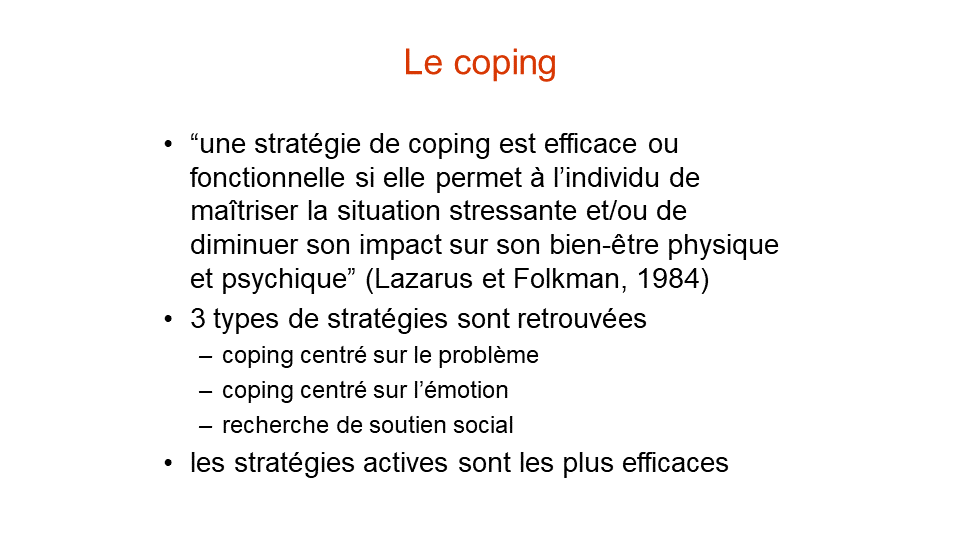 Le coping
• “une stratégie de coping est efficace ou
fonctionnelle si elle permet à l’individu de
maîtriser la situation stressante et/ou de
diminuer son impact sur son bien-être physique
et psychique” (Lazarus et Folkman, 1984)
• 3 types de stratégies sont retrouvées
– coping centré sur le problème
– coping centré sur l’émotion
– recherche de soutien social
• les stratégies actives sont les plus efficaces